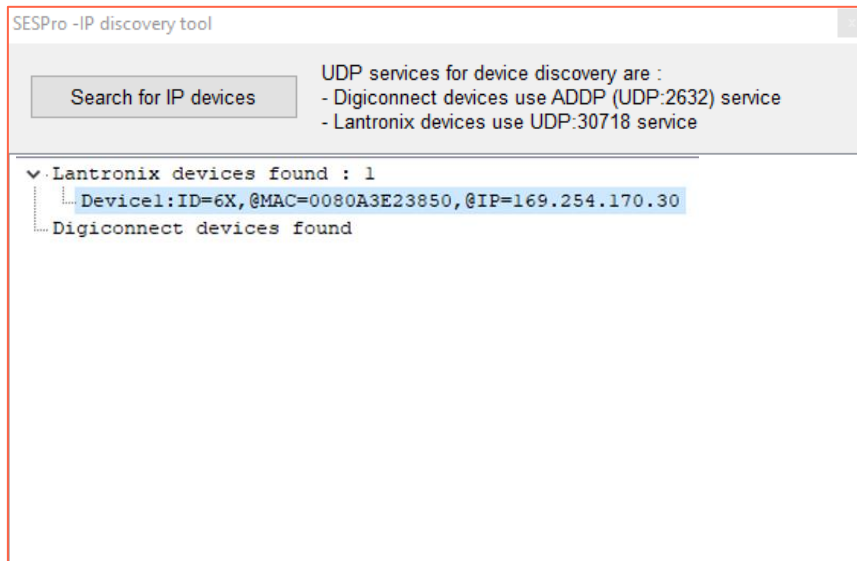 SESPro -IP discovery tool
Search for IP devices
UDP services for device discovery are :
- Digiconnect devices use ADDP (UDP:2632) service
- Lantronix devices use UDP:30718 service
Lantronix devices found : 1
Device1:ID=6X,@MAC=0080A3E23850,@IP=169.254.170.30
Digiconnect devices found